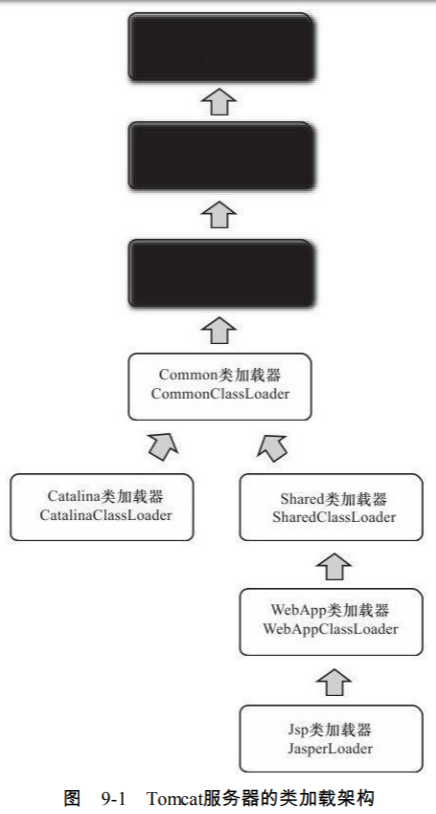 Common类加载器
CommonClassLoader
Catalina类加载器
CatalinaClassLoader
Shared类加载器
SharedClassLoader
WebApp类加载器
WebAppClassLoader
Jsp类加载器
JasperLoader
图 9-1 Tomcat服务器的类加载架构